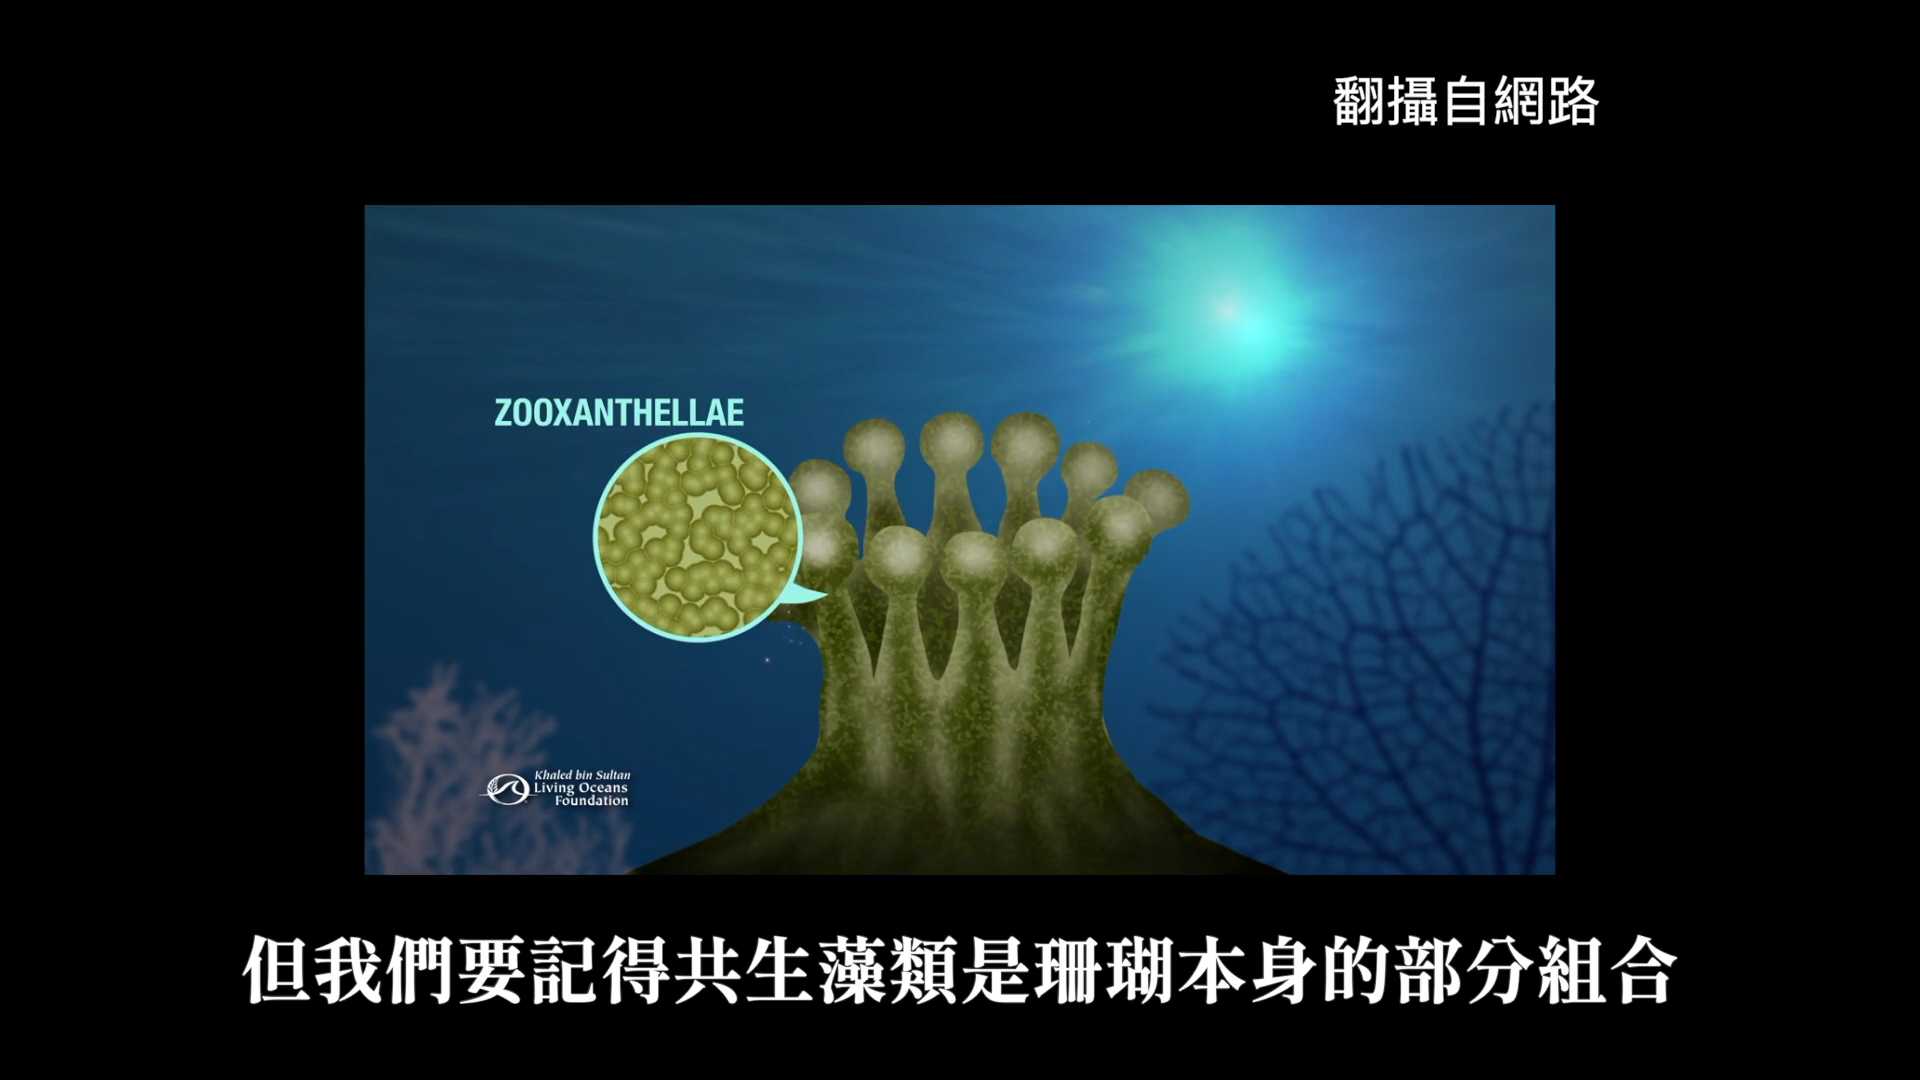 翻攝自網路
ZOOXANTHELLAE
Khaled bin Sultan
Living Oceans
Foundation
但我們要記得共生藻類是珊瑚本身的部分組合